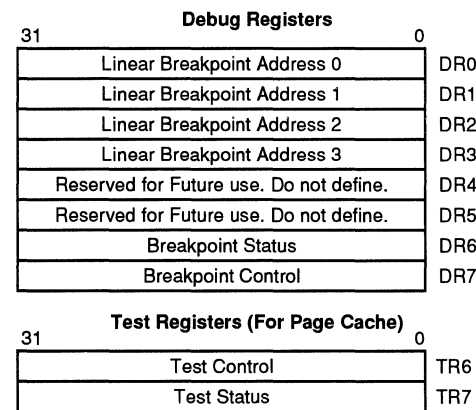 Debug Registers
31 0
Linear Breakpoint Address 0 DR0
Linear Breakpoint Address 1 DR1
Linear Breakpoint Address 2 DR2
Linear Breakpoint Address 3 DR3
Reserved for Future use. Do not define. DR4
Reserved for Future use. Do not define. DR5
Breakpoint Status DR6
Breakpoint Control DR7
Test Registers (For Page Cache)
31 0
Test Control TR6
Test Status TR7